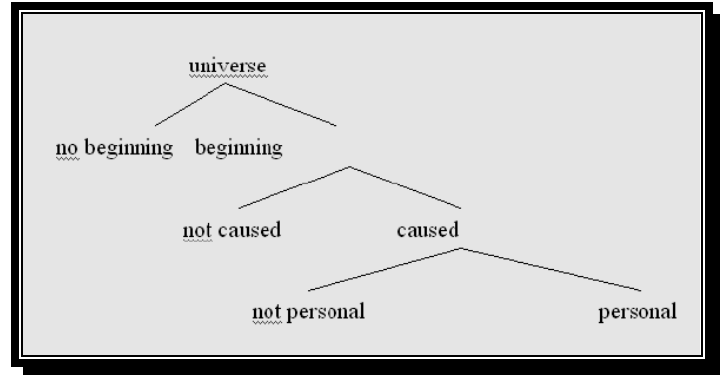 universe
no beginning beginning
not caused caused
not personal personal